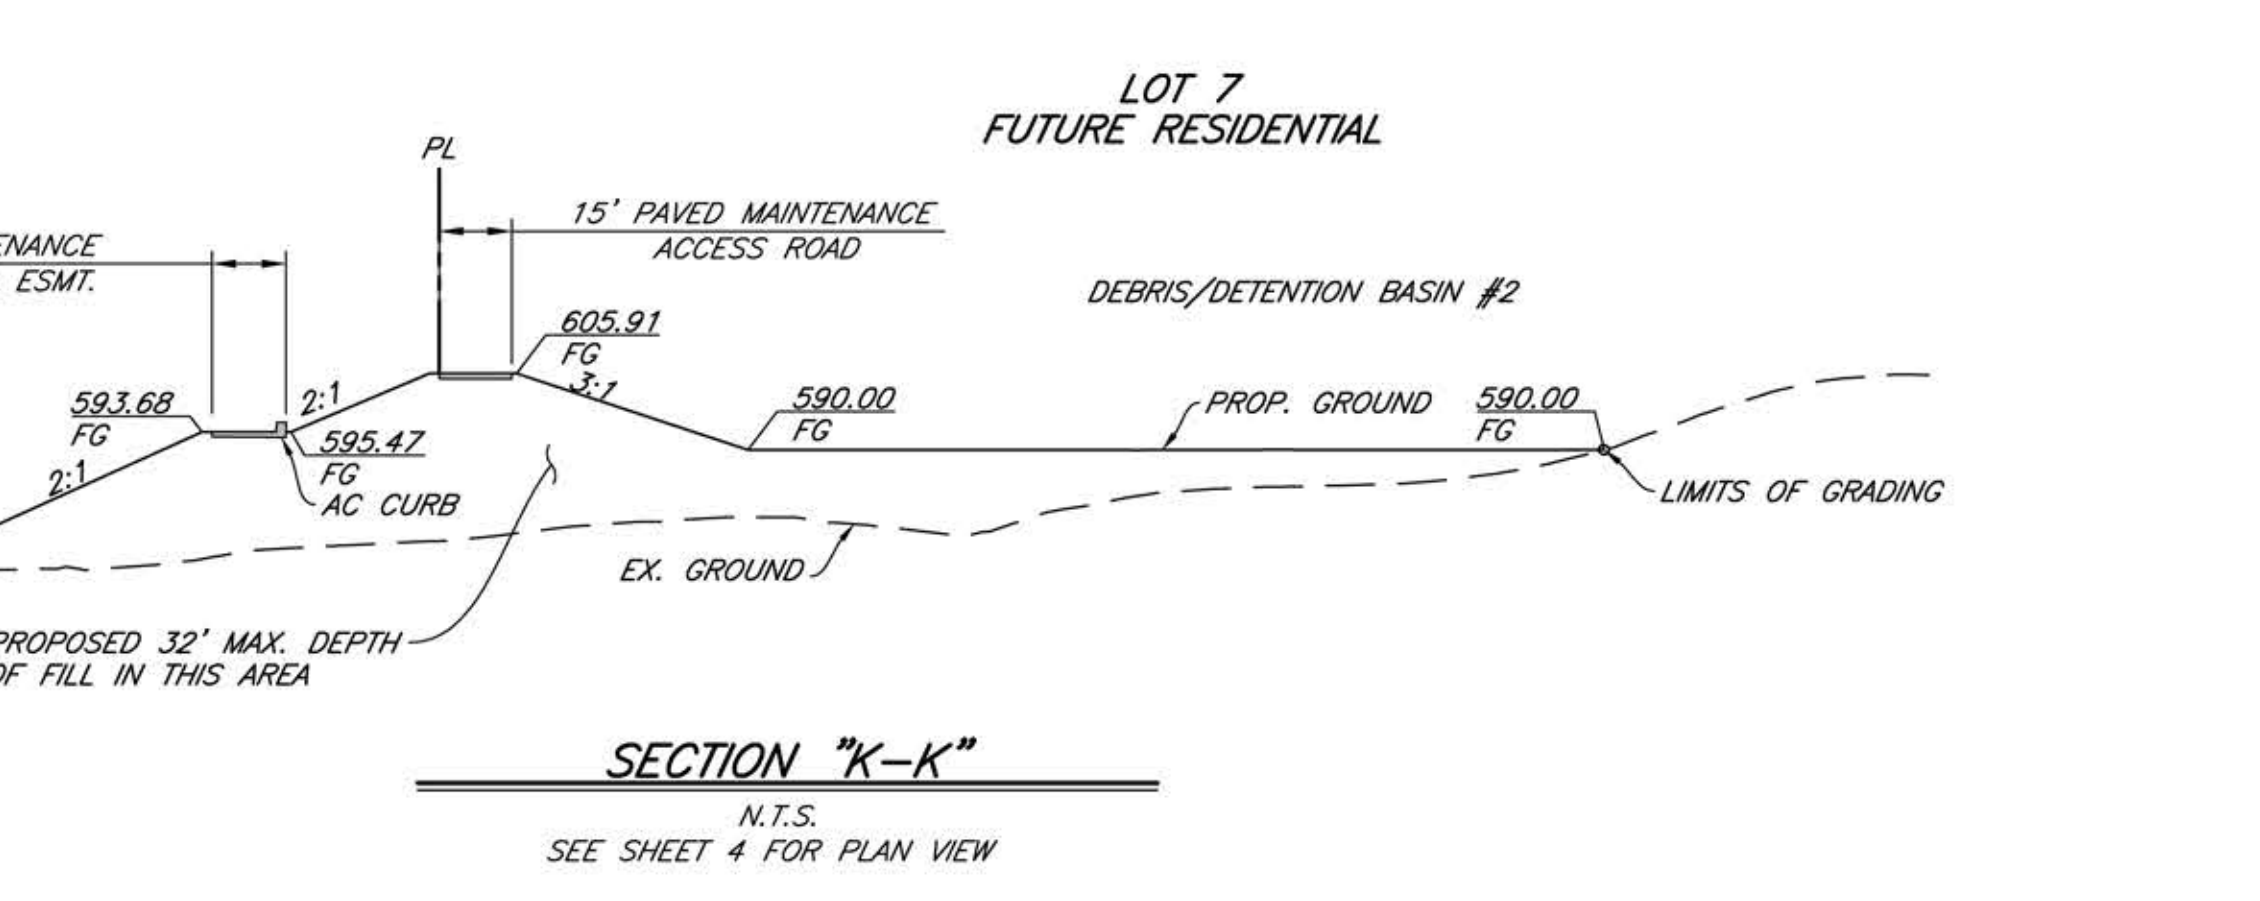 LOT 7
FUTURE RESIDENTIAL
PL
15' PAVED MAINTENANCE
ACCESS ROAD
ENANCE
ESMT.
DEBRIS/DETENTION BASIN #2
605.91
FG
3:1
593.68
FG
2:1
595.47
FG
2:1
AC CURB
590.00
FG
PROP. GROUND
590.00
FG
LIMITS OF GRADING
EX. GROUND
PROPOSED 32' MAX. DEPTH
OF FILL IN THIS AREA
SECTION "K-K"
N.T.S.
SEE SHEET 4 FOR PLAN VIEW